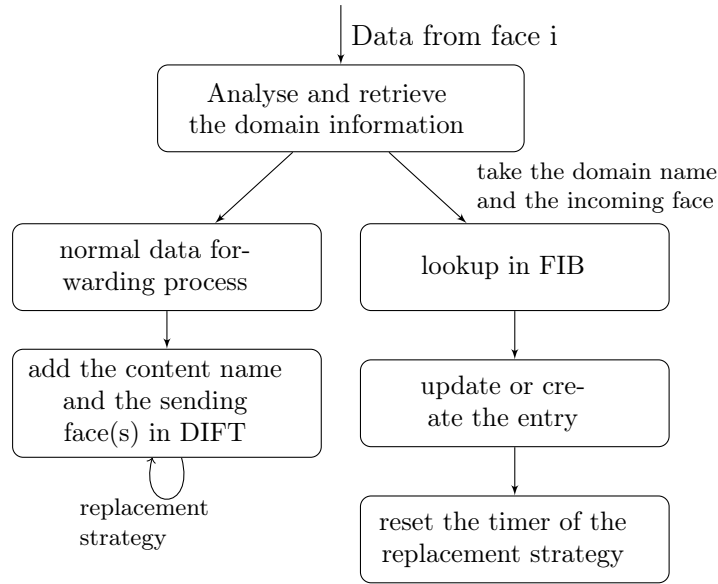 Data from face i
Analyse and retrieve
the domain information
take the domain name
and the incoming face
normal data for-
warding process
lookup in FIB
add the content name
and the sending
face(s) in DIFT
update or cre-
ate the entry
replacement
strategy
reset the timer of the
replacement strategy